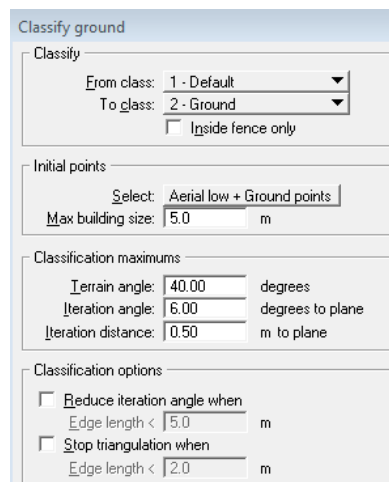 Classify ground
Classify
From class: 1 - Default
To class: 2 - Ground
Inside fence only
Initial points
Select: Aerial low + Ground points
Max building size: 5.0 m
Classification maximums
Terrain angle: 40.00 degrees
Iteration angle: 6.00 degrees to plane
Iteration distance: 0.50 m to plane
Classification options
Reduce iteration angle when
Edge length < 5.0 m
Stop triangulation when
Edge length < 2.0 m